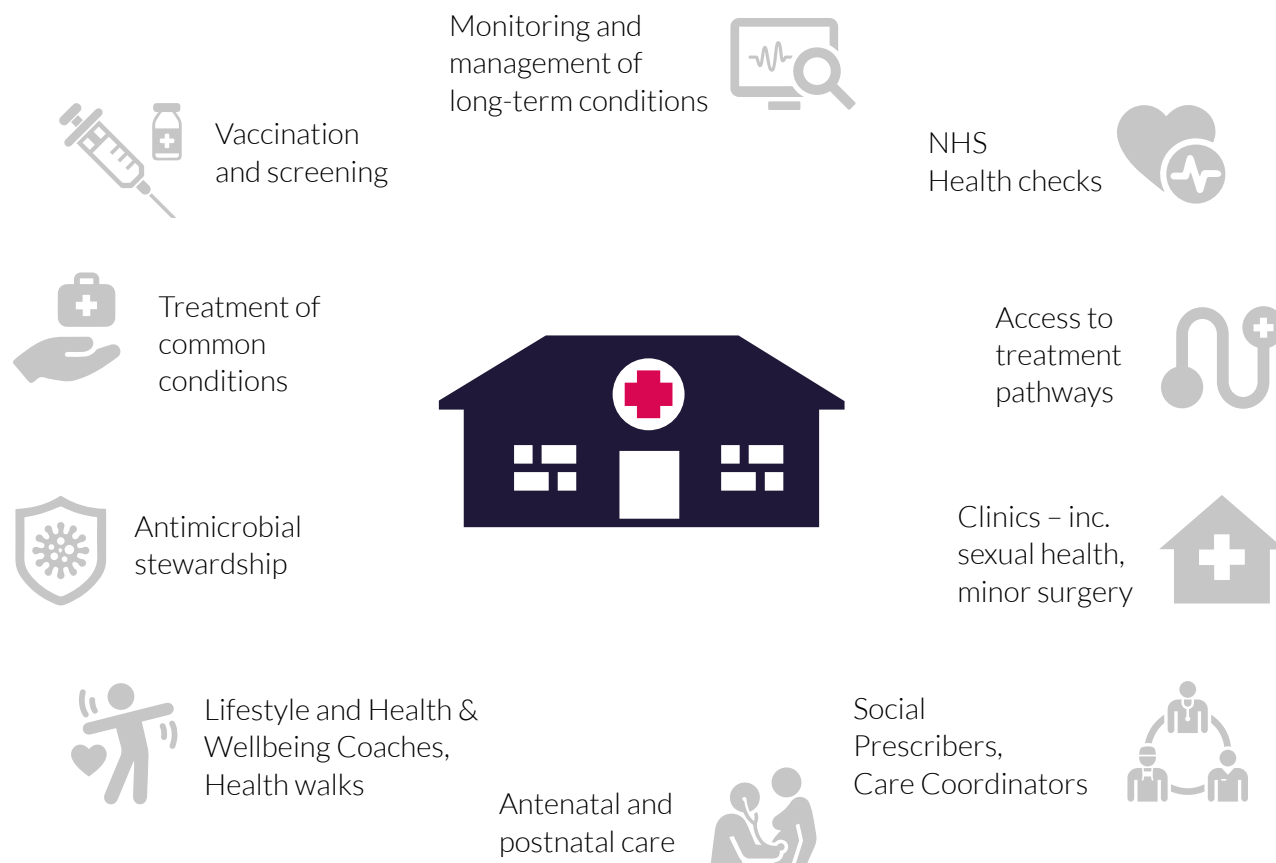 Monitoring and
management of
long-term conditions
Vaccination
and screening
NHS
Health checks
Treatment of
common
conditions
Access to
treatment
pathways
Antimicrobial
stewardship
Clinics – inc.
sexual health,
minor surgery
Lifestyle and Health &
Wellbeing Coaches,
Health walks
Social
Prescribers,
Care Coordinators
Antenatal and
postnatal care